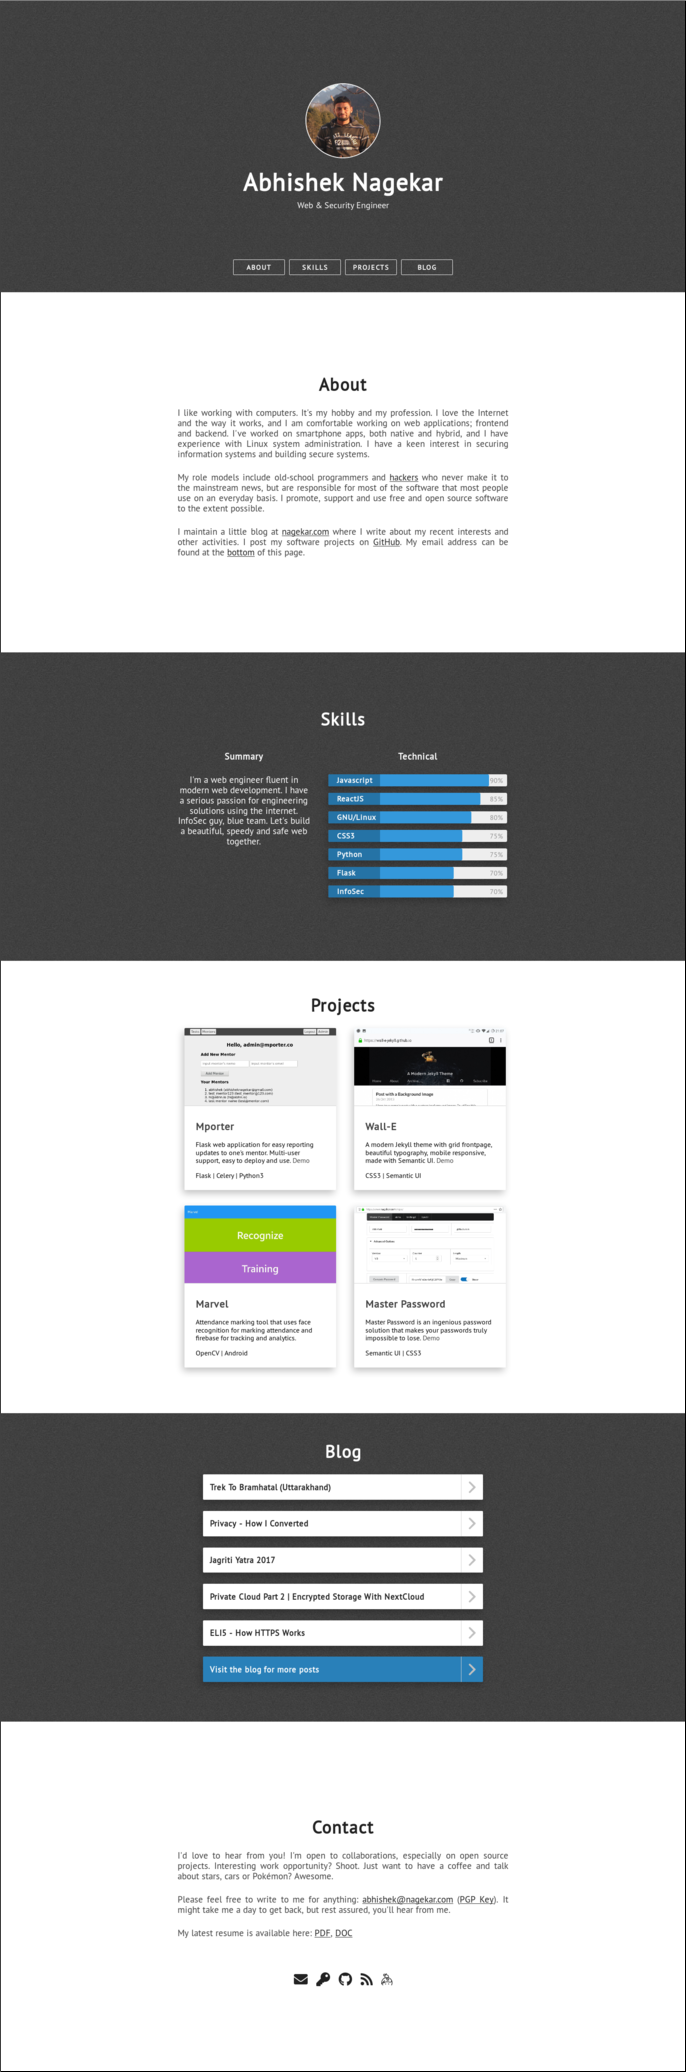 Abhishek Nagekar
Web & Security Engineer
ABOUT
SKILLS
PROJECTS
BLOG
About
I like working with computers. It's my hobby and my profession. I love the Internet
and the way it works, and I am comfortable working on web applications; frontend
and backend. I've worked on smartphone apps, both native and hybrid, and I have
experience with Linux system administration. I have a keen interest in securing
information systems and building secure systems.
My role models include old-school programmers and hackers who never make it to
the mainstream news, but are responsible for most of the software that most people
use on an everyday basis. I promote, support and use free and open source software
to the extent possible.
I maintain a little blog at nagekar.com where I write about my recent interests and
other activities. I post my software projects on GitHub. My email address can be
found at the bottom of this page.
Skills
Summary
I'm a web engineer fluent in
modern web development. I have
a serious passion for engineering
solutions using the internet.
InfoSec guy, blue team. Let's build
a beautiful, speedy and safe web
together.
Technical
Javascript 90%
ReactJS 85%
GNU/Linux 80%
CSS3 75%
Python 75%
Flask 70%
InfoSec 70%
Projects
Hello, admin@mporter.co
Add New Mentor
Add Mentor
Your Mentors
Mporter
Flask web application for easy reporting
updates to one's mentor. Multi-user
support, easy to deploy and use. Demo
Flask | Celery | Python3
A Modern Jekyll Theme
Post with a Background Image
Wall-E
A modern Jekyll theme with grid frontpage,
beautiful typography, mobile responsive,
made with Semantic UI. Demo
CSS3 | Semantic UI
Marvel
Recognize
Training
Marvel
Attendance marking tool that uses face
recognition for marking attendance and
firebase for tracking and analytics.
OpenCV | Android
Master Password
Master Password is an ingenious password
solution that makes your passwords truly
impossible to lose. Demo
Semantic UI | CSS3
Blog
Trek To Bramhatal (Uttarakhand)
Privacy - How I Converted
Jagriti Yatra 2017
Private Cloud Part 2 | Encrypted Storage With NextCloud
ELI5 - How HTTPS Works
Visit the blog for more posts
Contact
I'd love to hear from you! I'm open to collaborations, especially on open source
projects. Interesting work opportunity? Shoot. Just want to have a coffee and talk
about stars, cars or Pokémon? Awesome.
Please feel free to write to me for anything: abhishek@nagekar.com (PGP Key). It
might take me a day to get back, but rest assured, you'll hear from me.
My latest resume is available here: PDF, DOC